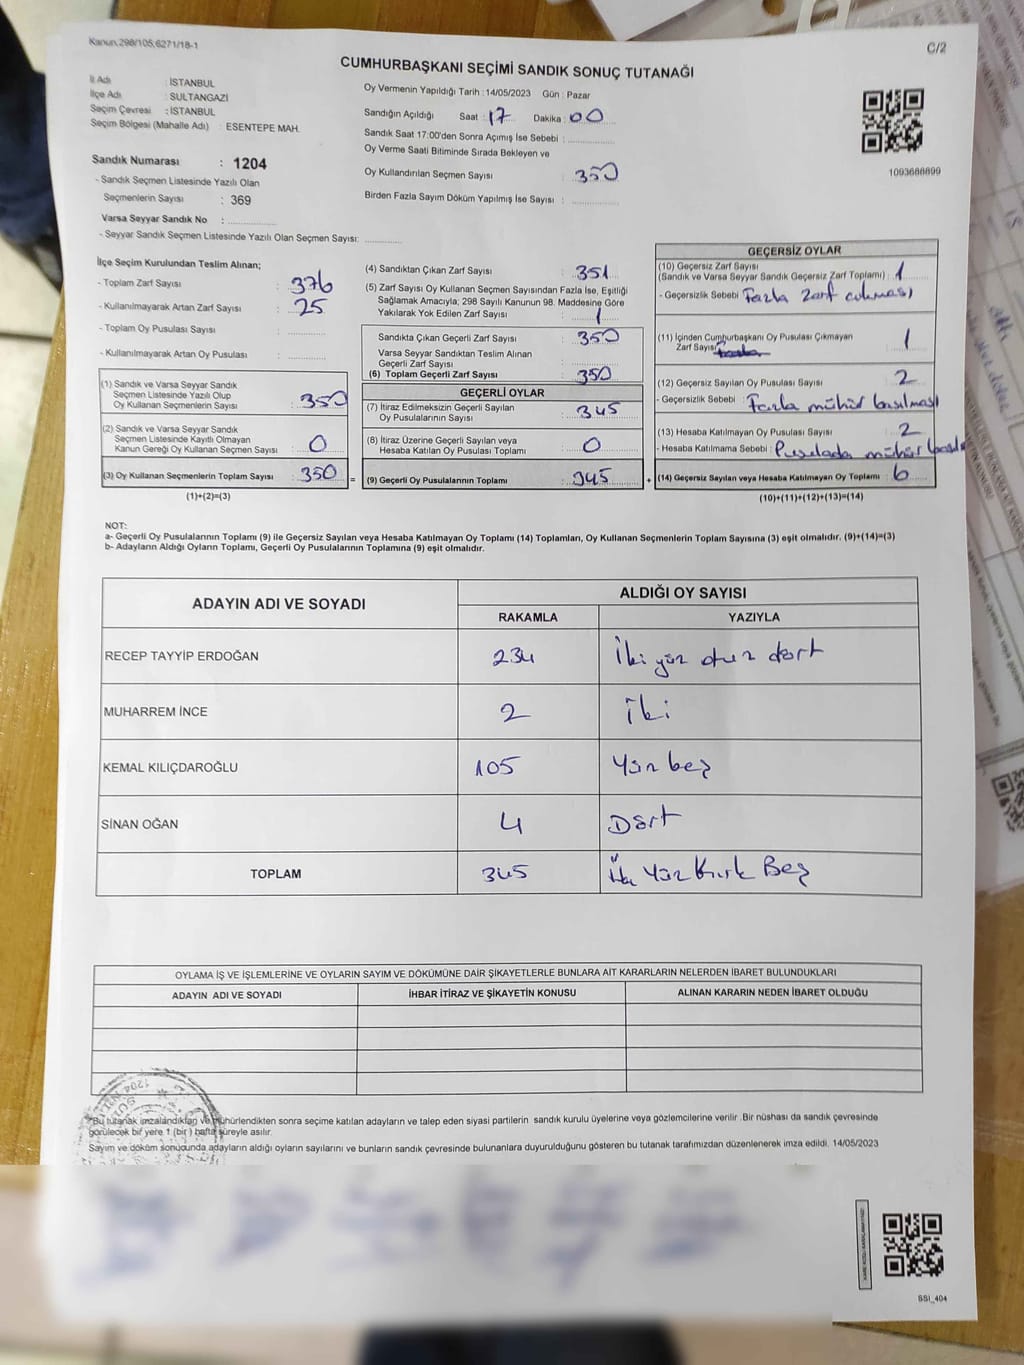 Kanun,298/105,6271/18-1
C/2
CUMHURBAŞKANI SEÇİMİ SANDIK SONUÇ TUTANAĞI
İl Adı : İSTANBUL
İlçe Adı : SULTANGAZİ
Seçim Çevresi : İSTANBUL
Seçim Bölgesi (Mahalle Adı) : ESENTEPE MAH.
Oy Vermenin Yapıldığı Tarih : 14/05/2023 Gün : Pazar
Sandığın Açıldığı Saat : 17 Dakika : 00
Sandık Saat 17:00'den Sonra Açımış İse Sebebi :
Oy Verme Saati Bitiminde Sırada Bekleyen ve
Oy Kullandırılan Seçmen Sayısı : 350
Birden Fazla Sayım Döküm Yapılmış İse Sayısı :
1093688899
Sandık Numarası : 1204
- Sandık Seçmen Listesinde Yazılı Olan
Seçmenlerin Sayısı : 369
Varsa Seyyar Sandık No :
- Seyyar Sandık Seçmen Listesinde Yazılı Olan Seçmen Sayısı:
İlçe Seçim Kurulundan Teslim Alınan;
- Toplam Zarf Sayısı : 376
- Kullanılmayarak Artan Zarf Sayısı : 25
- Toplam Oy Pusulası Sayısı :
- Kullanılmayarak Artan Oy Pusulası :
(1) Sandık ve Varsa Seyyar Sandık
Seçmen Listesinde Yazılı Olup
Oy Kullanan Seçmenlerin Sayısı : 350
(2) Sandık ve Varsa Seyyar Sandık
Seçmen Listesinde Kayıtlı Olmayan
Kanun Gereği Oy Kullanan Seçmen Sayısı : 0
(3) Oy Kullanan Seçmenlerin Toplam Sayısı : 350 =
(1)+(2)=(3)
(4) Sandıktan Çıkan Zarf Sayısı : 351
(5) Zarf Sayısı Oy Kullanan Seçmen Sayısından Fazla İse, Eşitliği
Sağlamak Amacıyla; 298 Sayılı Kanunun 98. Maddesine Göre
Yakılarak Yok Edilen Zarf Sayısı : 1
Sandıkta Çıkan Geçerli Zarf Sayısı : 350
Varsa Seyyar Sandıktan Teslim Alınan
Geçerli Zarf Sayısı :
(6) Toplam Geçerli Zarf Sayısı : 350
GEÇERLİ OYLAR
(7) İtiraz Edilmeksizin Geçerli Sayılan
Oy Pusulalarının Sayısı : 345
(8) İtiraz Üzerine Geçerli Sayılan veya
Hesaba Katılan Oy Pusulası Toplamı : 0
(9) Geçerli Oy Pusulalarının Toplamı : 345 +
GEÇERSİZ OYLAR
(10) Geçersiz Zarf Sayısı
(Sandık ve Varsa Seyyar Sandık Geçersiz Zarf Toplamı) : 1
- Geçersizlik Sebebi : Fazla Zarf çıkması
(11) İçinden Cumhurbaşkanı Oy Pusulası Çıkmayan
Zarf Sayısı : 1
(12) Geçersiz Sayılan Oy Pusulası Sayısı : 2
- Geçersizlik Sebebi : Fazla mühür basılması
(13) Hesaba Katılmayan Oy Pusulası Sayısı : 2
- Hesaba Katılmama Sebebi : Pusulada mühür
(14) Geçersiz Sayılan veya Hesaba Katılmayan Oy Toplamı : 6
(10)+(11)+(12)+(13)=(14)
NOT:
a- Geçerli Oy Pusulalarının Toplamı (9) ile Geçersiz Sayılan veya Hesaba Katılmayan Oy Toplamı (14) Toplamları, Oy Kullanan Seçmenlerin Toplam Sayısına (3) eşit olmalıdır. (9)+(14)=(3)
b- Adayların Aldığı Oyların Toplamı, Geçerli Oy Pusulalarının Toplamına (9) eşit olmalıdır.
ADAYIN ADI VE SOYADI
ALDIĞI OY SAYISI
RAKAMLA YAZIYLA
RECEP TAYYİP ERDOĞAN 234 İki yüz otuz dört
MUHARREM İNCE 2 İki
KEMAL KILIÇDAROĞLU 105 Yüz beş
SİNAN OĞAN 4 Dört
TOPLAM 345 Üç Yüz Kırk Beş
OYLAMA İŞ VE İŞLEMLERİNE VE OYLARIN SAYIM VE DÖKÜMÜNE DAİR ŞİKAYETLERLE BUNLARA AİT KARARLARIN NELERDEN İBARET BULUNDUKLARI
ADAYIN ADI VE SOYADI İHBAR İTİRAZ VE ŞİKAYETİN KONUSU ALINAN KARARIN NEDEN İBARET OLDUĞU
1204
*Bu tutanak imzalandıktan ve mühürlendikten sonra seçime katılan adayların ve talep eden siyasi partilerin sandık kurulu üyelerine veya gözlemcilerine verilir .Bir nüshası da sandık çevresinde
görülecek bir yere 1 (bir ) hafta süreyle asılır.
Sayım ve döküm sonucunda adayların aldığı oyların sayılarını ve bunların sandık çevresinde bulunanlara duyurulduğunu gösteren bu tutanak tarafımızdan düzenlenerek imza edildi. 14/05/2023
SSI_404